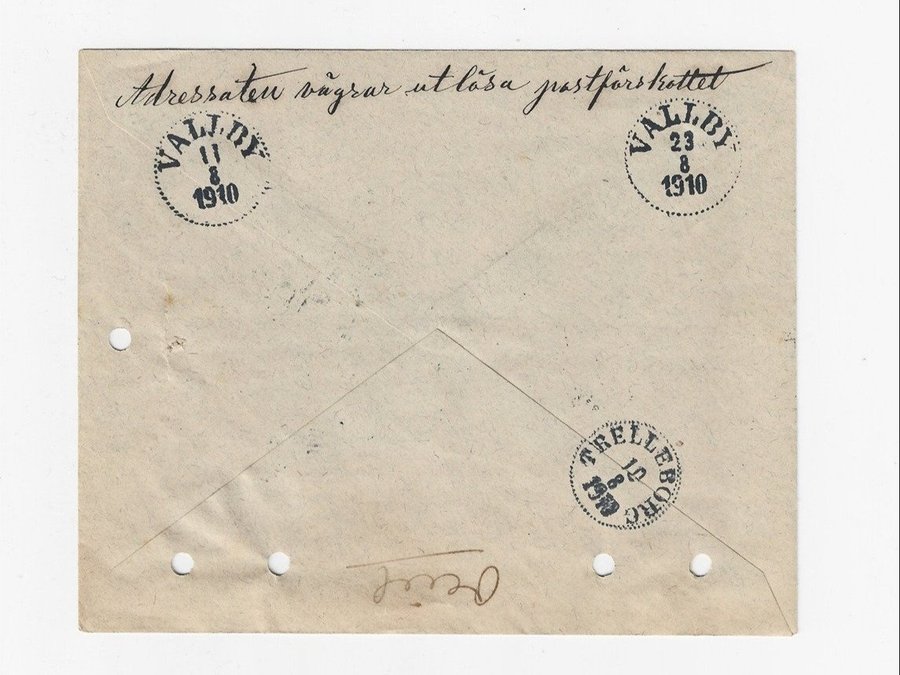 Adressaten vägrar utlösa postförskottet
VALLBY
11
8
1910
VALLBY
23
8
1910
TRELLEBORG
10
8
1910